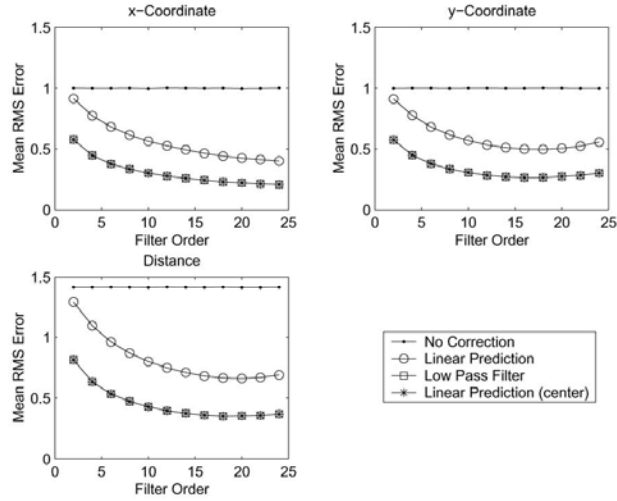 x−Coordinate
1.5
1
0.5
0
Mean RMS Error
0 5 10 15 20 25
Filter Order
y−Coordinate
1.5
1
0.5
0
Mean RMS Error
0 5 10 15 20 25
Filter Order
Distance
1.5
1
0.5
0
Mean RMS Error
0 5 10 15 20 25
Filter Order
No Correction
Linear Prediction
Low Pass Filter
Linear Prediction (center)